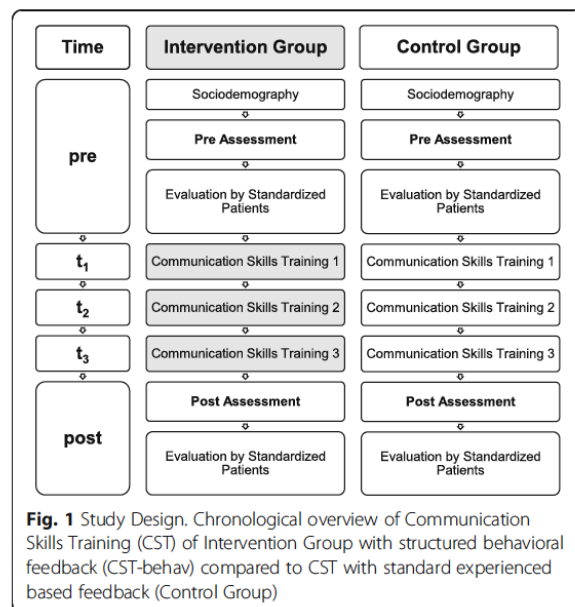 Time
Intervention Group
Control Group
pre
Sociodemography
Pre Assessment
Evaluation by Standardized
Patients
Sociodemography
Pre Assessment
Evaluation by Standardized
Patients
t₁
Communication Skills Training 1
Communication Skills Training 1
t₂
Communication Skills Training 2
Communication Skills Training 2
t₃
Communication Skills Training 3
Communication Skills Training 3
post
Post Assessment
Evaluation by Standardized
Patients
Post Assessment
Evaluation by Standardized
Patients
Fig. 1 Study Design. Chronological overview of Communication
Skills Training (CST) of Intervention Group with structured behavioral
feedback (CST-behav) compared to CST with standard experienced
based feedback (Control Group)